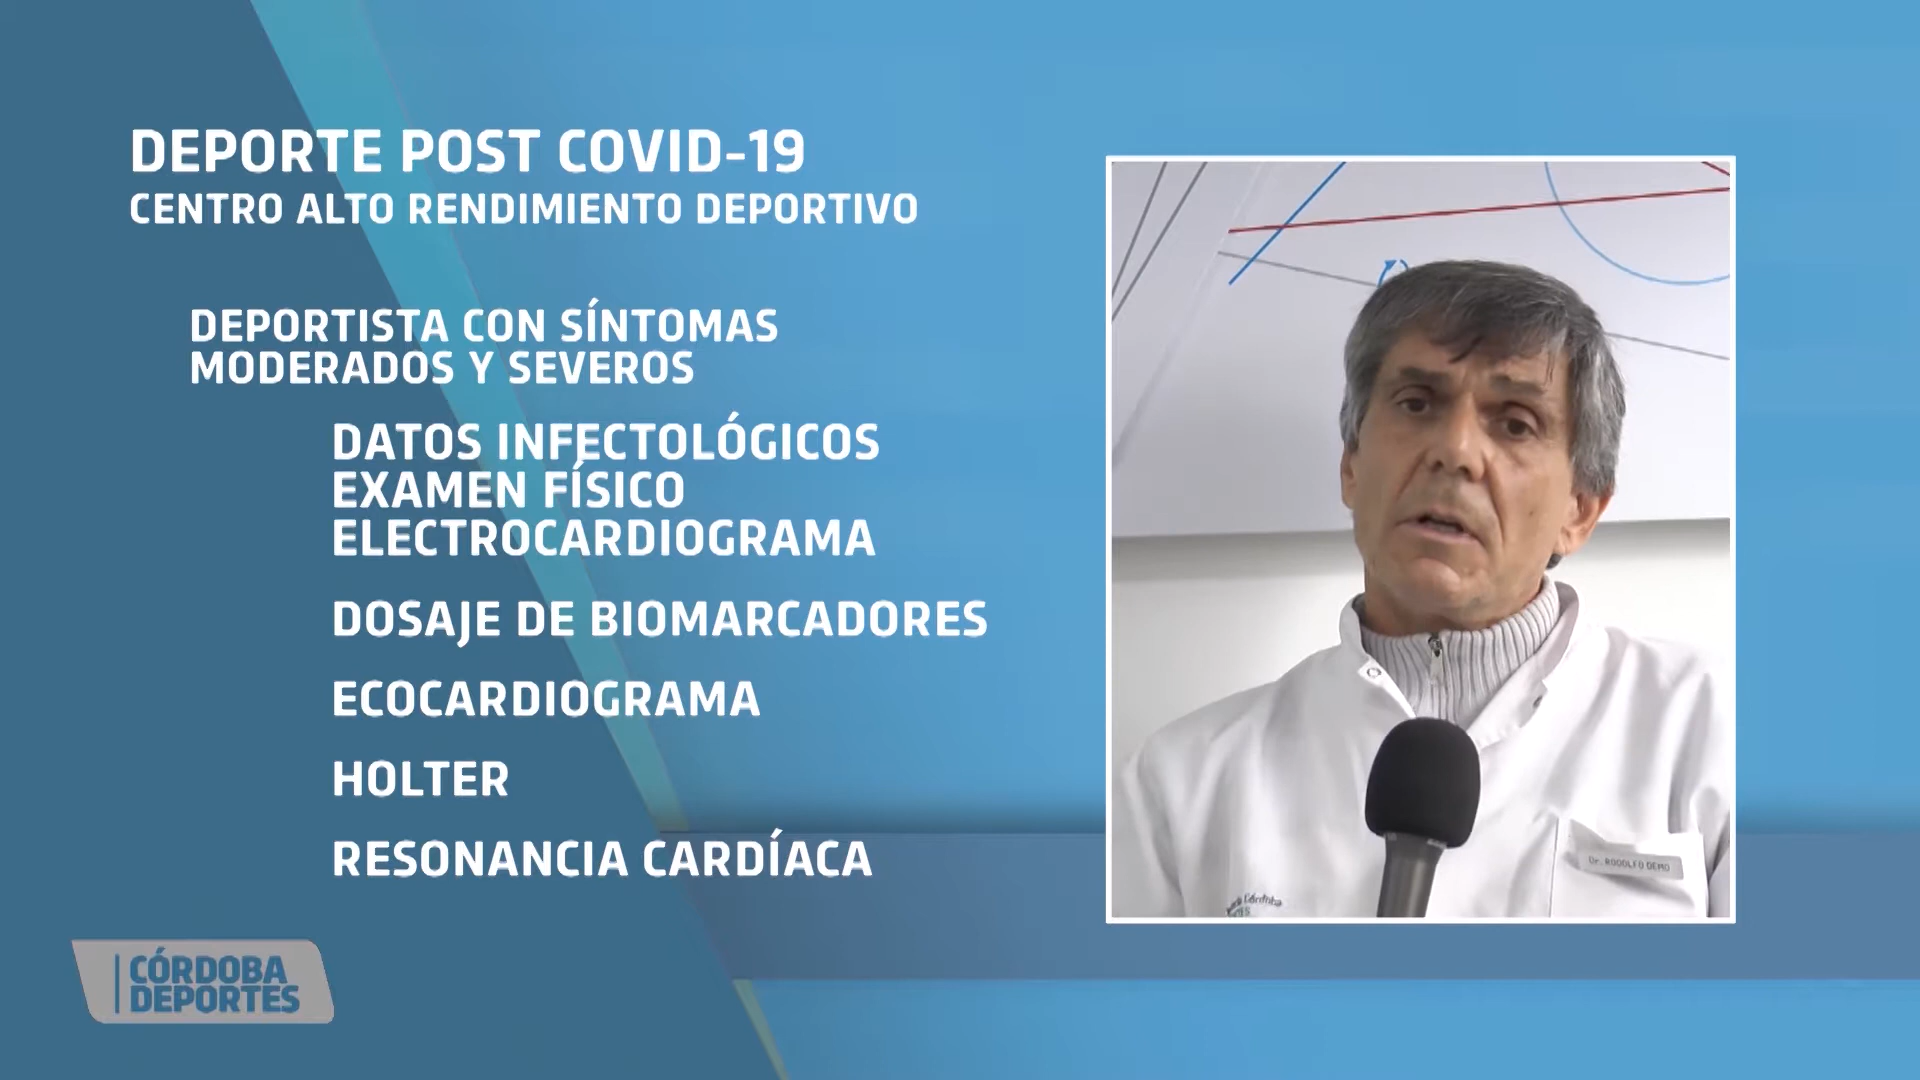 DEPORTE POST COVID-19
CENTRO ALTO RENDIMIENTO DEPORTIVO
DEPORTISTA CON SÍNTOMAS
MODERADOS Y SEVEROS
DATOS INFECTOLÓGICOS
EXAMEN FÍSICO
ELECTROCARDIOGRAMA
DOSAJE DE BIOMARCADORES
ECOCARDIOGRAMA
HOLTER
RESONANCIA CARDÍACA
CÓRDOBA
DEPORTES
Dr. RODOLFO DEMO
Córdoba